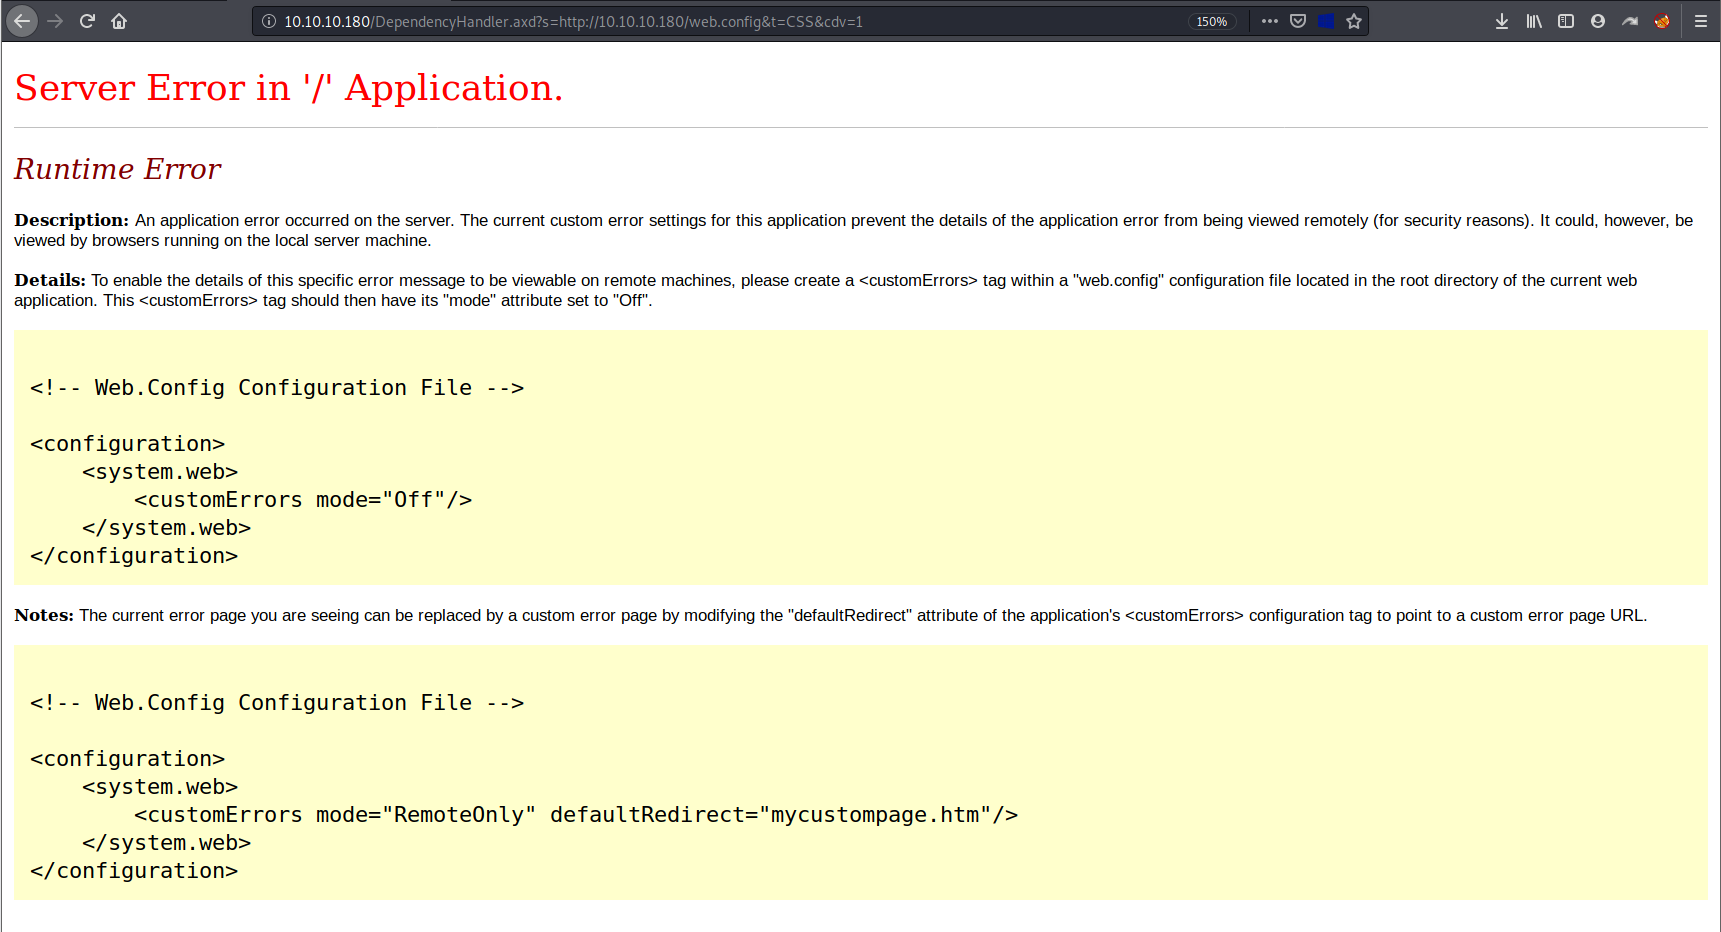 10.10.10.180/DependencyHandler.axd?s=http://10.10.10.180/web.config&t=CSS&cdv=1 150%
Server Error in '/' Application.
Runtime Error
Description: An application error occurred on the server. The current custom error settings for this application prevent the details of the application error from being viewed remotely (for security reasons). It could, however, be
viewed by browsers running on the local server machine.
Details: To enable the details of this specific error message to be viewable on remote machines, please create a <customErrors> tag within a "web.config" configuration file located in the root directory of the current web
application. This <customErrors> tag should then have its "mode" attribute set to "Off".
<!-- Web.Config Configuration File -->
<configuration>
    <system.web>
        <customErrors mode="Off"/>
    </system.web>
</configuration>
Notes: The current error page you are seeing can be replaced by a custom error page by modifying the "defaultRedirect" attribute of the application's <customErrors> configuration tag to point to a custom error page URL.
<!-- Web.Config Configuration File -->
<configuration>
    <system.web>
        <customErrors mode="RemoteOnly" defaultRedirect="mycustompage.htm"/>
    </system.web>
</configuration>